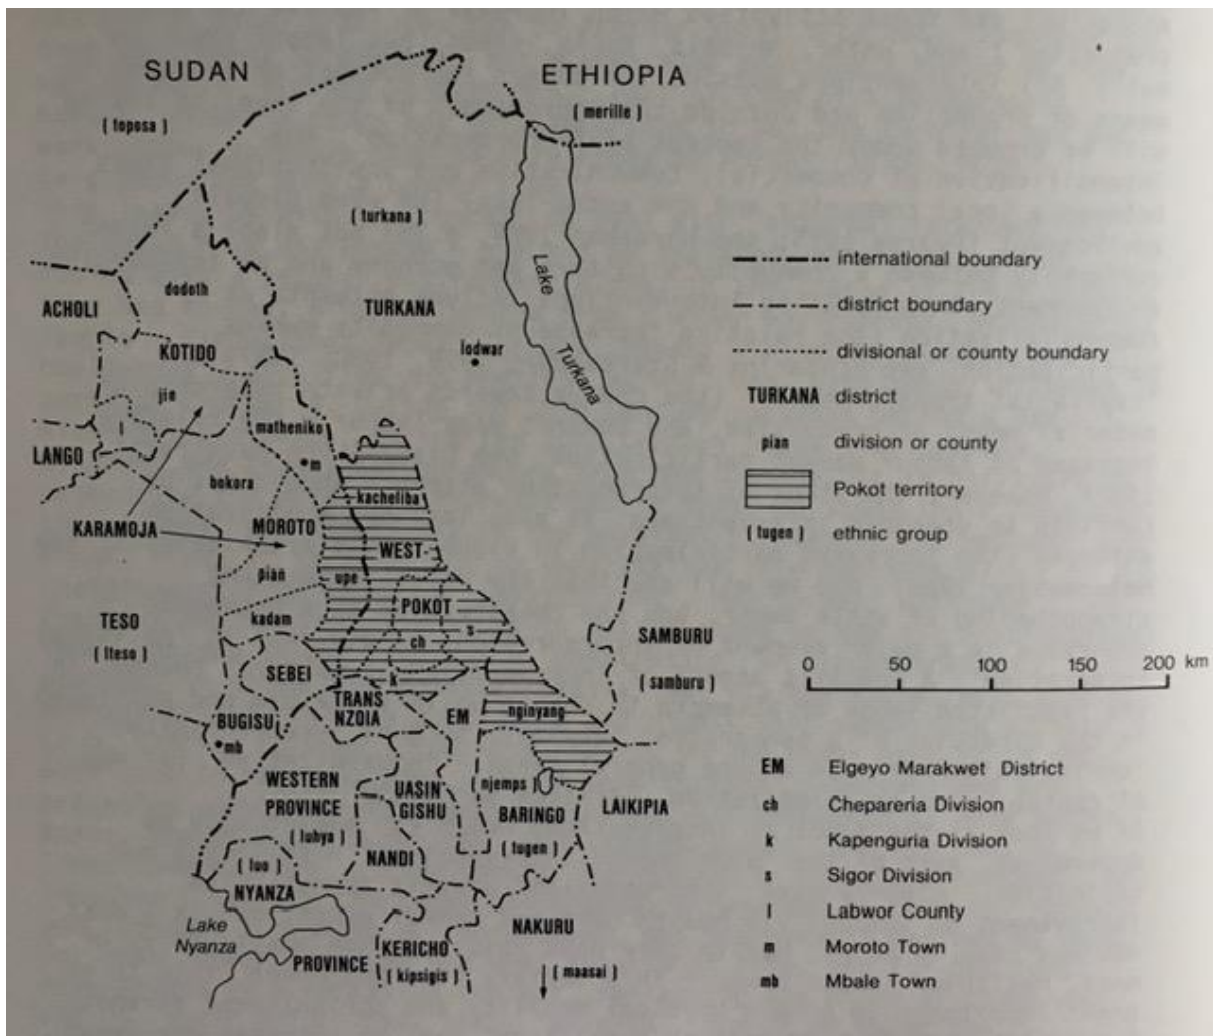 SUDAN
ETHIOPIA
( toposa )
( merille )
( turkana )
Lake
Turkana
dodoth
ACHOLI
TURKANA
KOTIDO
lodwar
jie
l
matheniko
LANGO
m
bokora
kacheliba
KARAMOJA
MOROTO
WEST-
pian
upe
POKOT
kadam
ch
s
TESO
( Iteso )
SEBEI
k
SAMBURU
( samburu )
TRANS
NZOIA
EM
nginyang
BUGISU
mb
WESTERN
PROVINCE
( luhya )
UASIN
GISHU
( njemps )
BARINGO
( tugen )
LAIKIPIA
( luo )
NANDI
NYANZA
Lake
Nyanza
PROVINCE
KERICHO
( kipsigis )
NAKURU
( maasai )
international boundary
district boundary
divisional or county boundary
TURKANA district
pian division or county
Pokot territory
( tugen ) ethnic group
0 50 100 150 200 km
EM Elgeyo Marakwet District
ch Chepareria Division
k Kapenguria Division
s Sigor Division
l Labwor County
m Moroto Town
mb Mbale Town